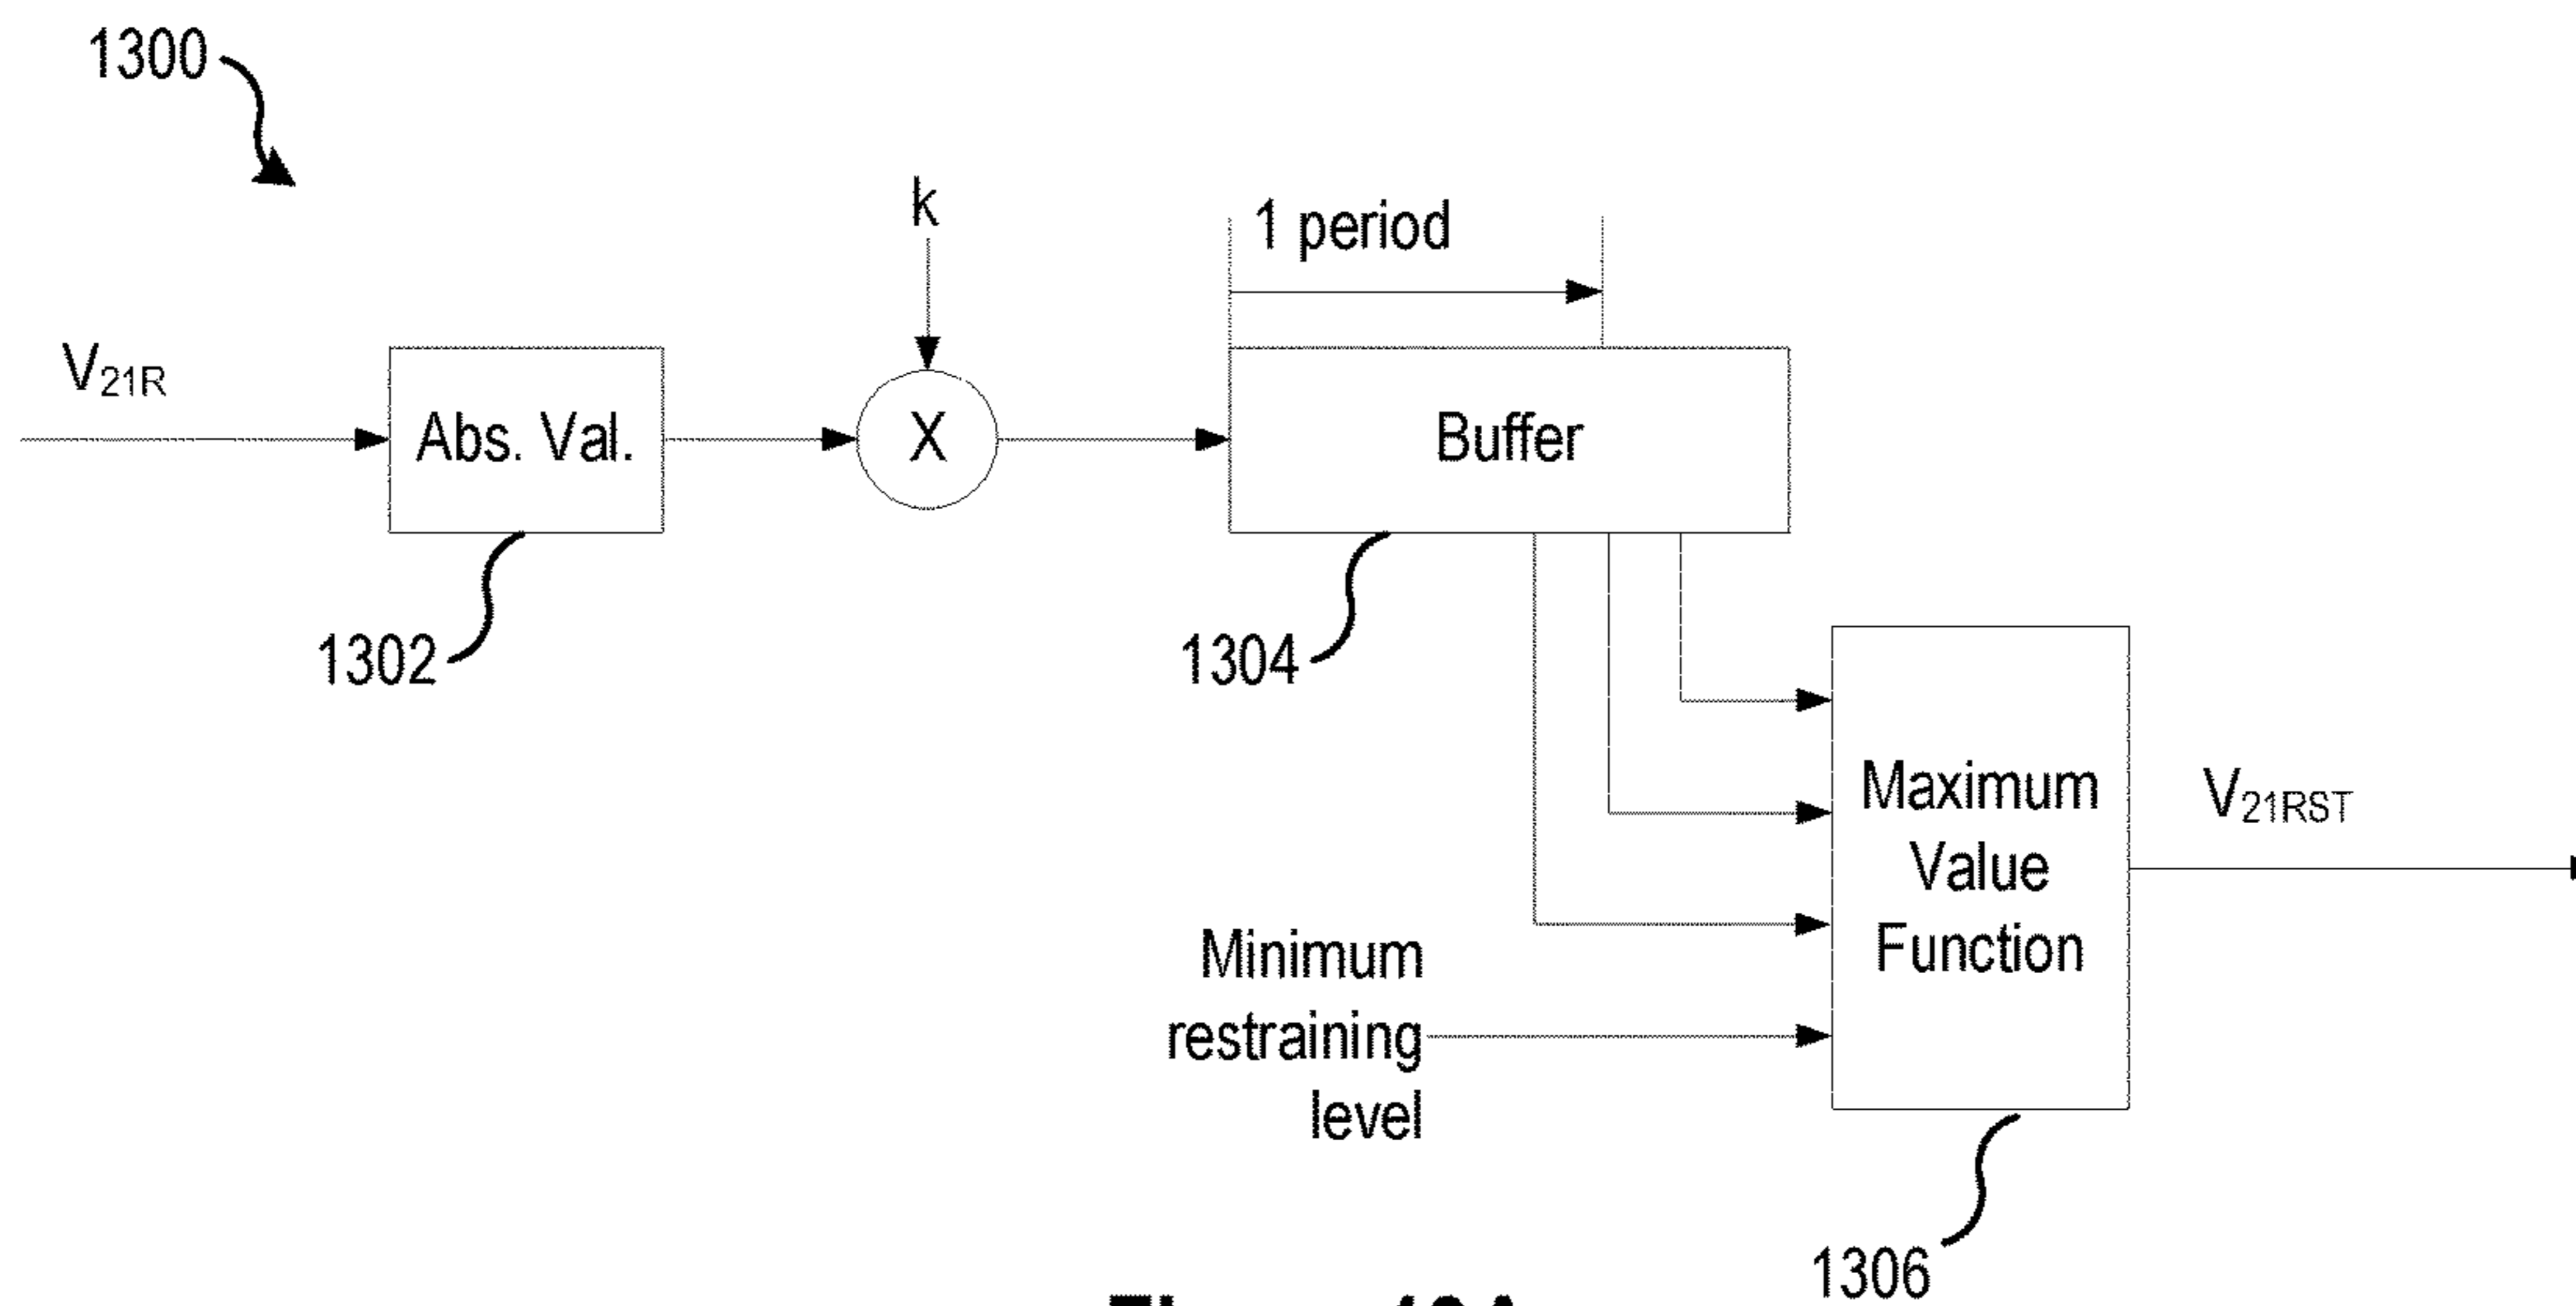 1300
k
1 period
V21R
Abs. Val.
X
Buffer
1302
1304
Maximum
Value
Function
V21RST
Minimum
restraining
level
1306